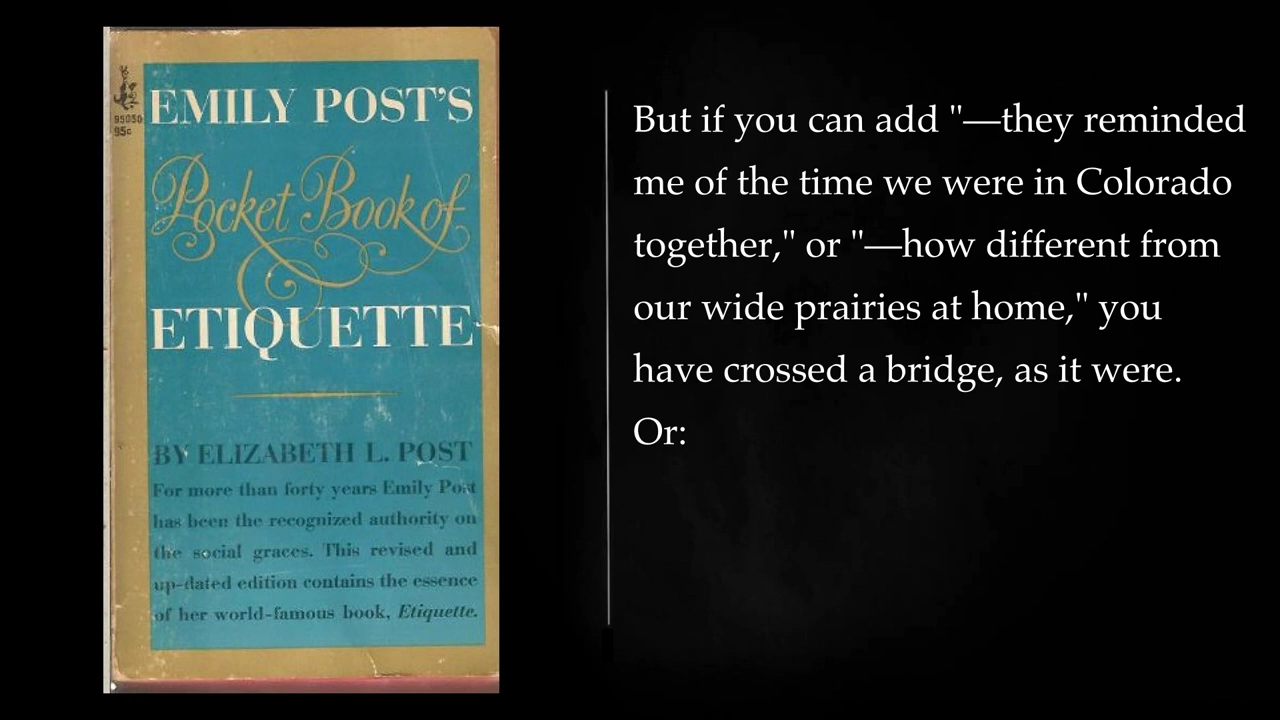 EMILY POST'S
95050
95c
Pocket Book of
ETIQUETTE
BY ELIZABETH L. POST
For more than forty years Emily Post
has been the recognized authority on
the social graces. This revised and
up-dated edition contains the essence
of her world-famous book, Etiquette.
But if you can add "—they reminded
me of the time we were in Colorado
together," or "—how different from
our wide prairies at home," you
have crossed a bridge, as it were.
Or: